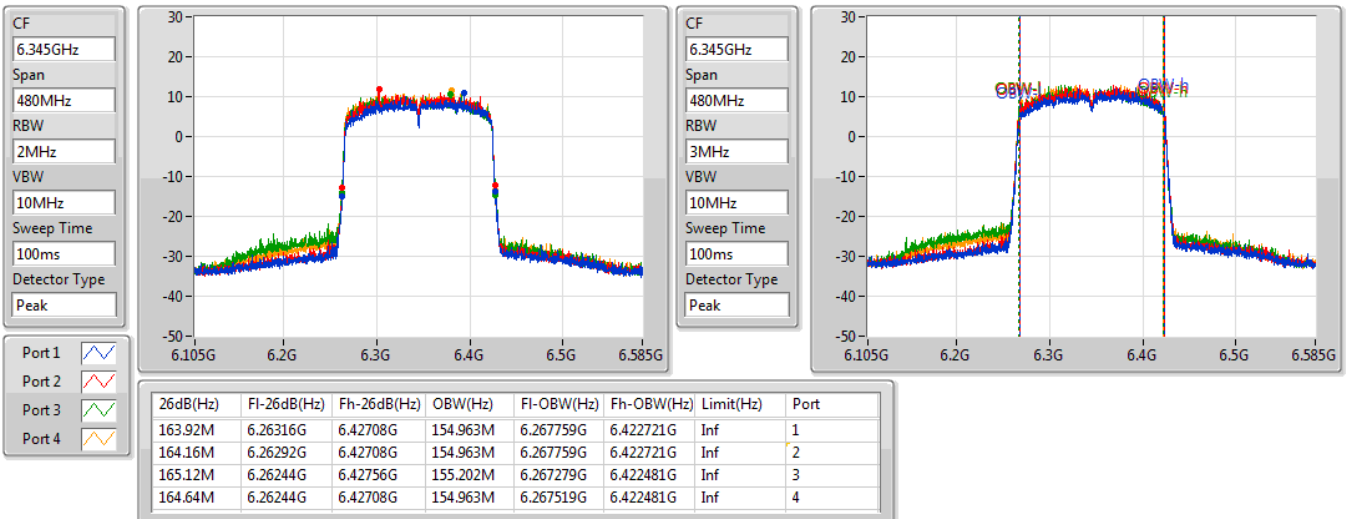 CF
6.345GHz
Span
480MHz
RBW
2MHz
VBW
10MHz
Sweep Time
100ms
Detector Type
Peak
30
20
10
0
-10
-20
-30
-40
-50
6.105G 6.2G 6.3G 6.4G 6.5G 6.585G
CF
6.345GHz
Span
480MHz
RBW
3MHz
VBW
10MHz
Sweep Time
100ms
Detector Type
Peak
30
20
10
0
-10
-20
-30
-40
-50
OBW-l OBW-h
6.105G 6.2G 6.3G 6.4G 6.5G 6.585G
Port 1
Port 2
Port 3
Port 4
26dB(Hz) Fl-26dB(Hz) Fh-26dB(Hz) OBW(Hz) Fl-OBW(Hz) Fh-OBW(Hz) Limit(Hz) Port
163.92M 6.26316G 6.42708G 154.963M 6.267759G 6.422721G Inf 1
164.16M 6.26292G 6.42708G 154.963M 6.267759G 6.422721G Inf 2
165.12M 6.26244G 6.42756G 155.202M 6.267279G 6.422481G Inf 3
164.64M 6.26244G 6.42708G 154.963M 6.267519G 6.422481G Inf 4